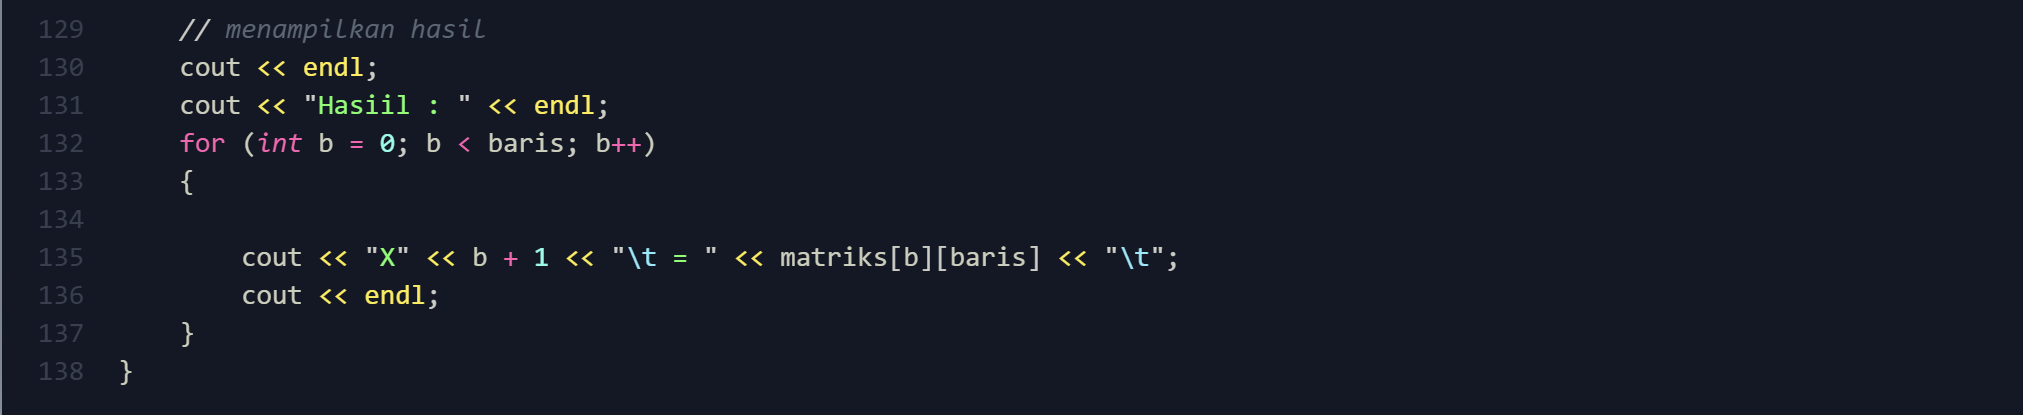 129 // menampilkan hasil
130 cout << endl;
131 cout << "Hasiil : " << endl;
132 for (int b = 0; b < baris; b++)
133 {
134
135 cout << "X" << b + 1 << "\t = " << matriks[b][baris] << "\t";
136 cout << endl;
137 }
138 }